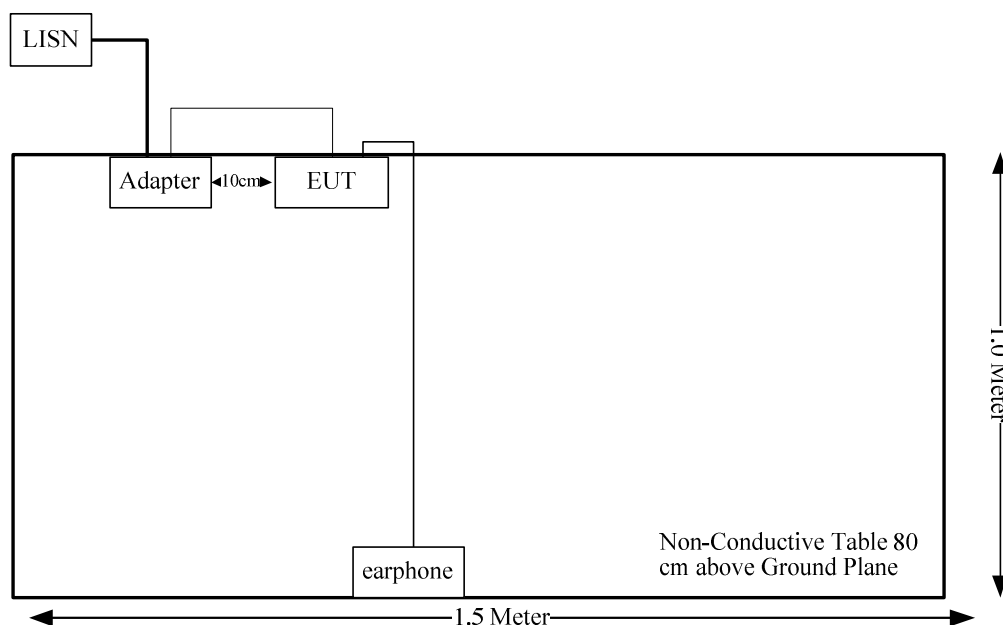 LISN
Adapter
10cm
EUT
1.0 Meter
Non-Conductive Table 80
cm above Ground Plane
earphone
1.5 Meter